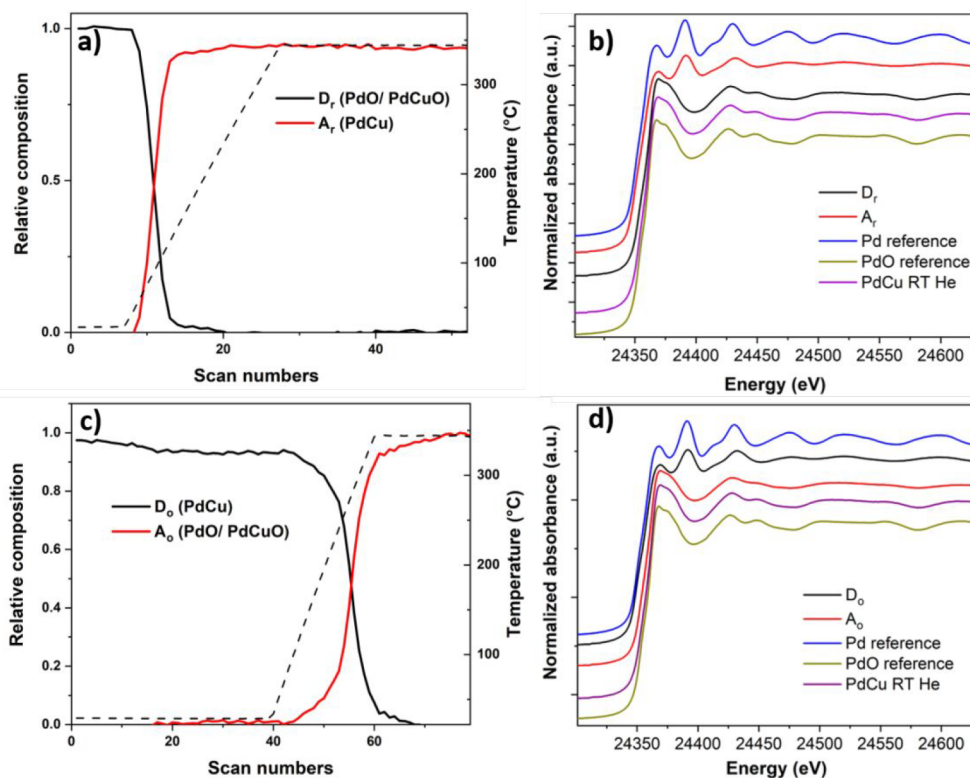 a)
Relative composition
1.0
0.5
0.0
0
20
40
Scan numbers
Temperature (°C)
300
200
100
Dr (PdO/ PdCuO)
Ar (PdCu)
b)
Normalized absorbance (a.u.)
Dr
Ar
Pd reference
PdO reference
PdCu RT He
24350 24400 24450 24500 24550 24600
Energy (eV)
c)
Relative composition
1.0
0.8
0.6
0.4
0.2
0.0
0
20
40
60
Scan numbers
Temperature (°C)
300
200
100
Do (PdCu)
Ao (PdO/ PdCuO)
d)
Normalized absorbance (a.u.)
Do
Ao
Pd reference
PdO reference
PdCu RT He
24350 24400 24450 24500 24550 24600
Energy (eV)